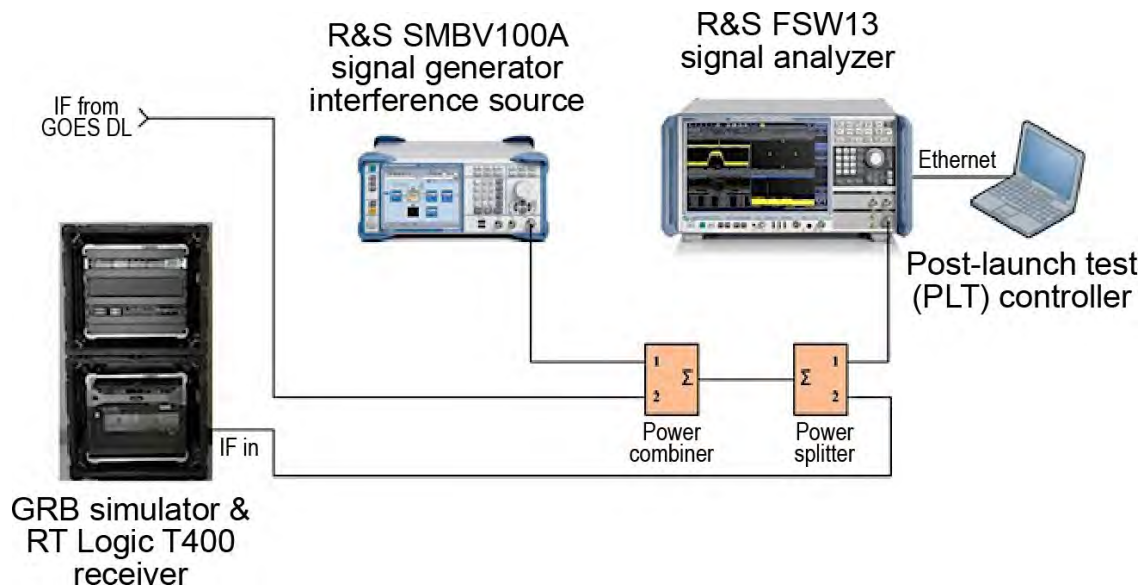 R&S SMBV100A
signal generator
interference source
R&S FSW13
signal analyzer
IF from
GOES DL
Ethernet
Post-launch test
(PLT) controller
1
2
Σ
Σ
1
2
Power
combiner
Power
splitter
IF in
GRB simulator &
RT Logic T400
receiver